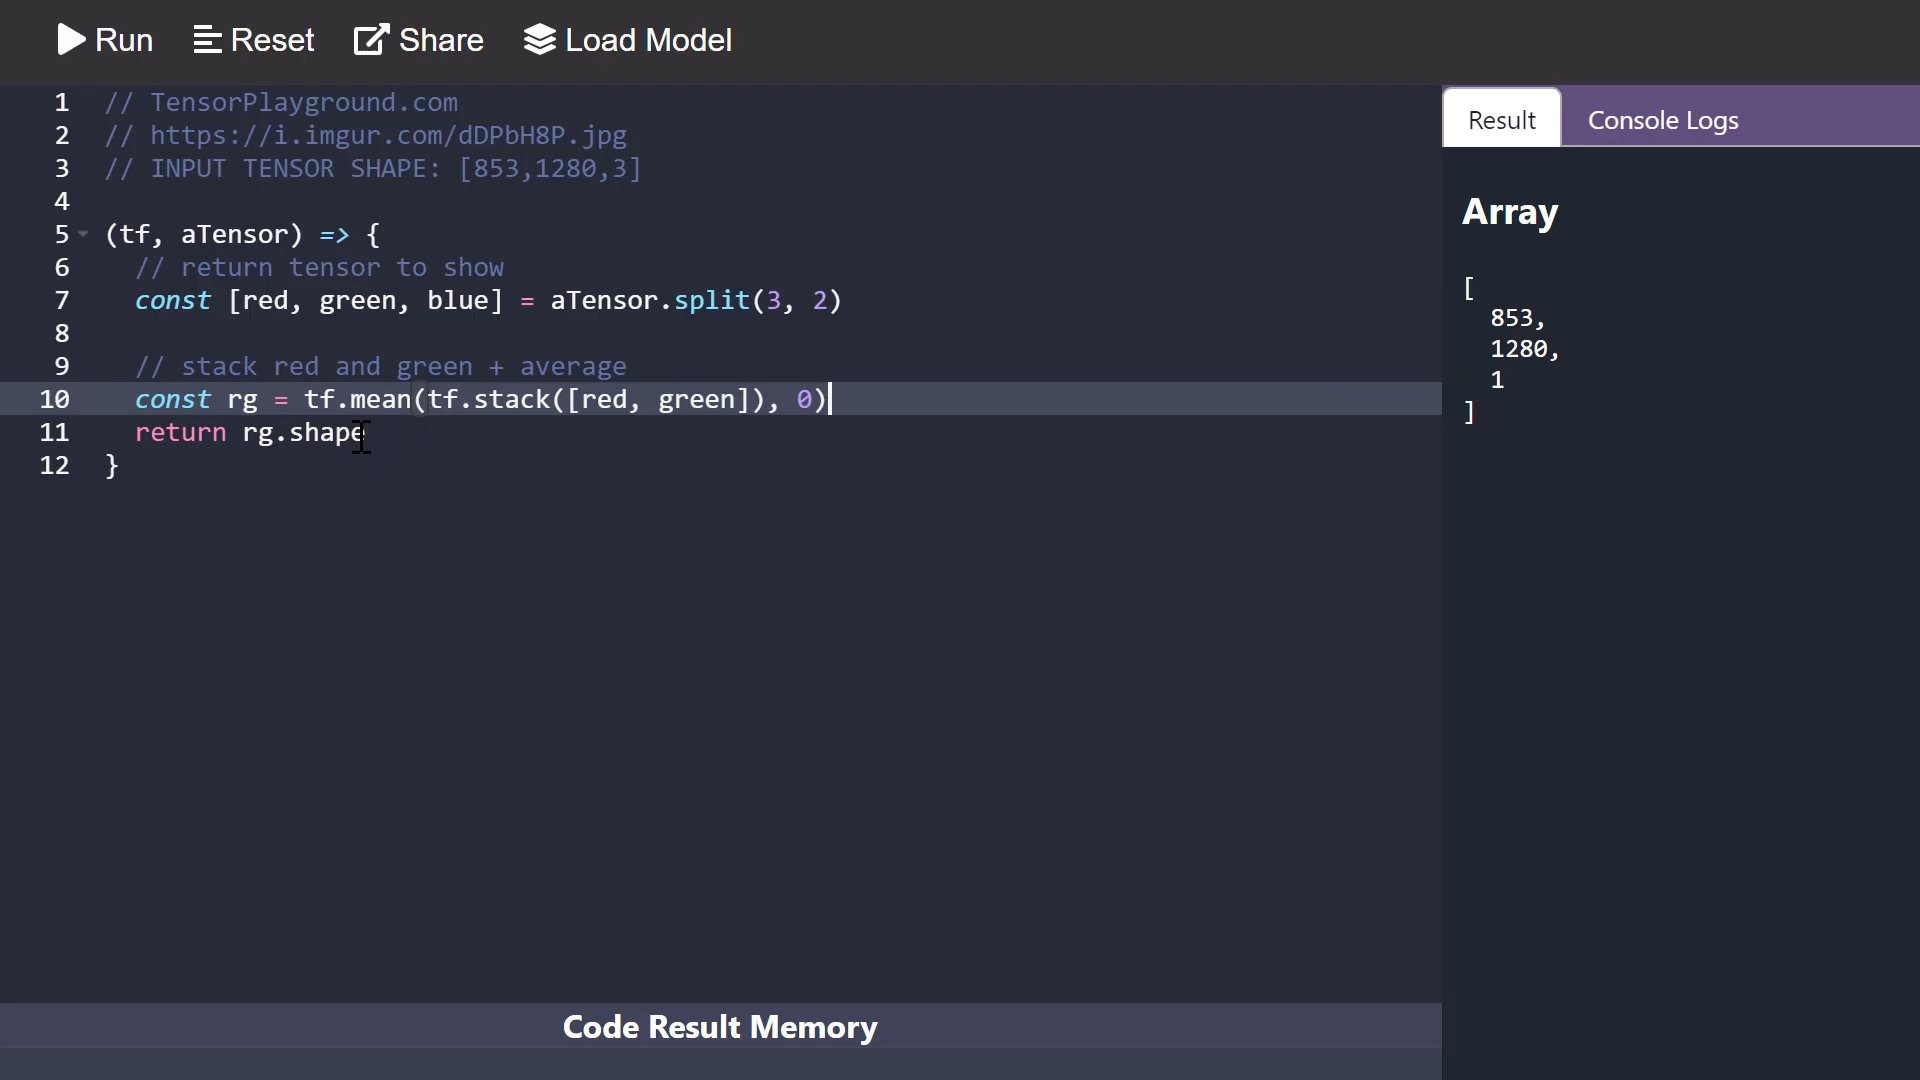 Run Reset Share Load Model
1 // TensorPlayground.com
2 // https://i.imgur.com/dDPbH8P.jpg
3 // INPUT TENSOR SHAPE: [853,1280,3]
4
5 (tf, aTensor) => {
6 // return tensor to show
7 const [red, green, blue] = aTensor.split(3, 2)
8
9 // stack red and green + average
10 const rg = tf.mean(tf.stack([red, green]), 0)
11 return rg.shape
12 }
Code Result Memory
Result Console Logs
Array
[
853,
1280,
1
]